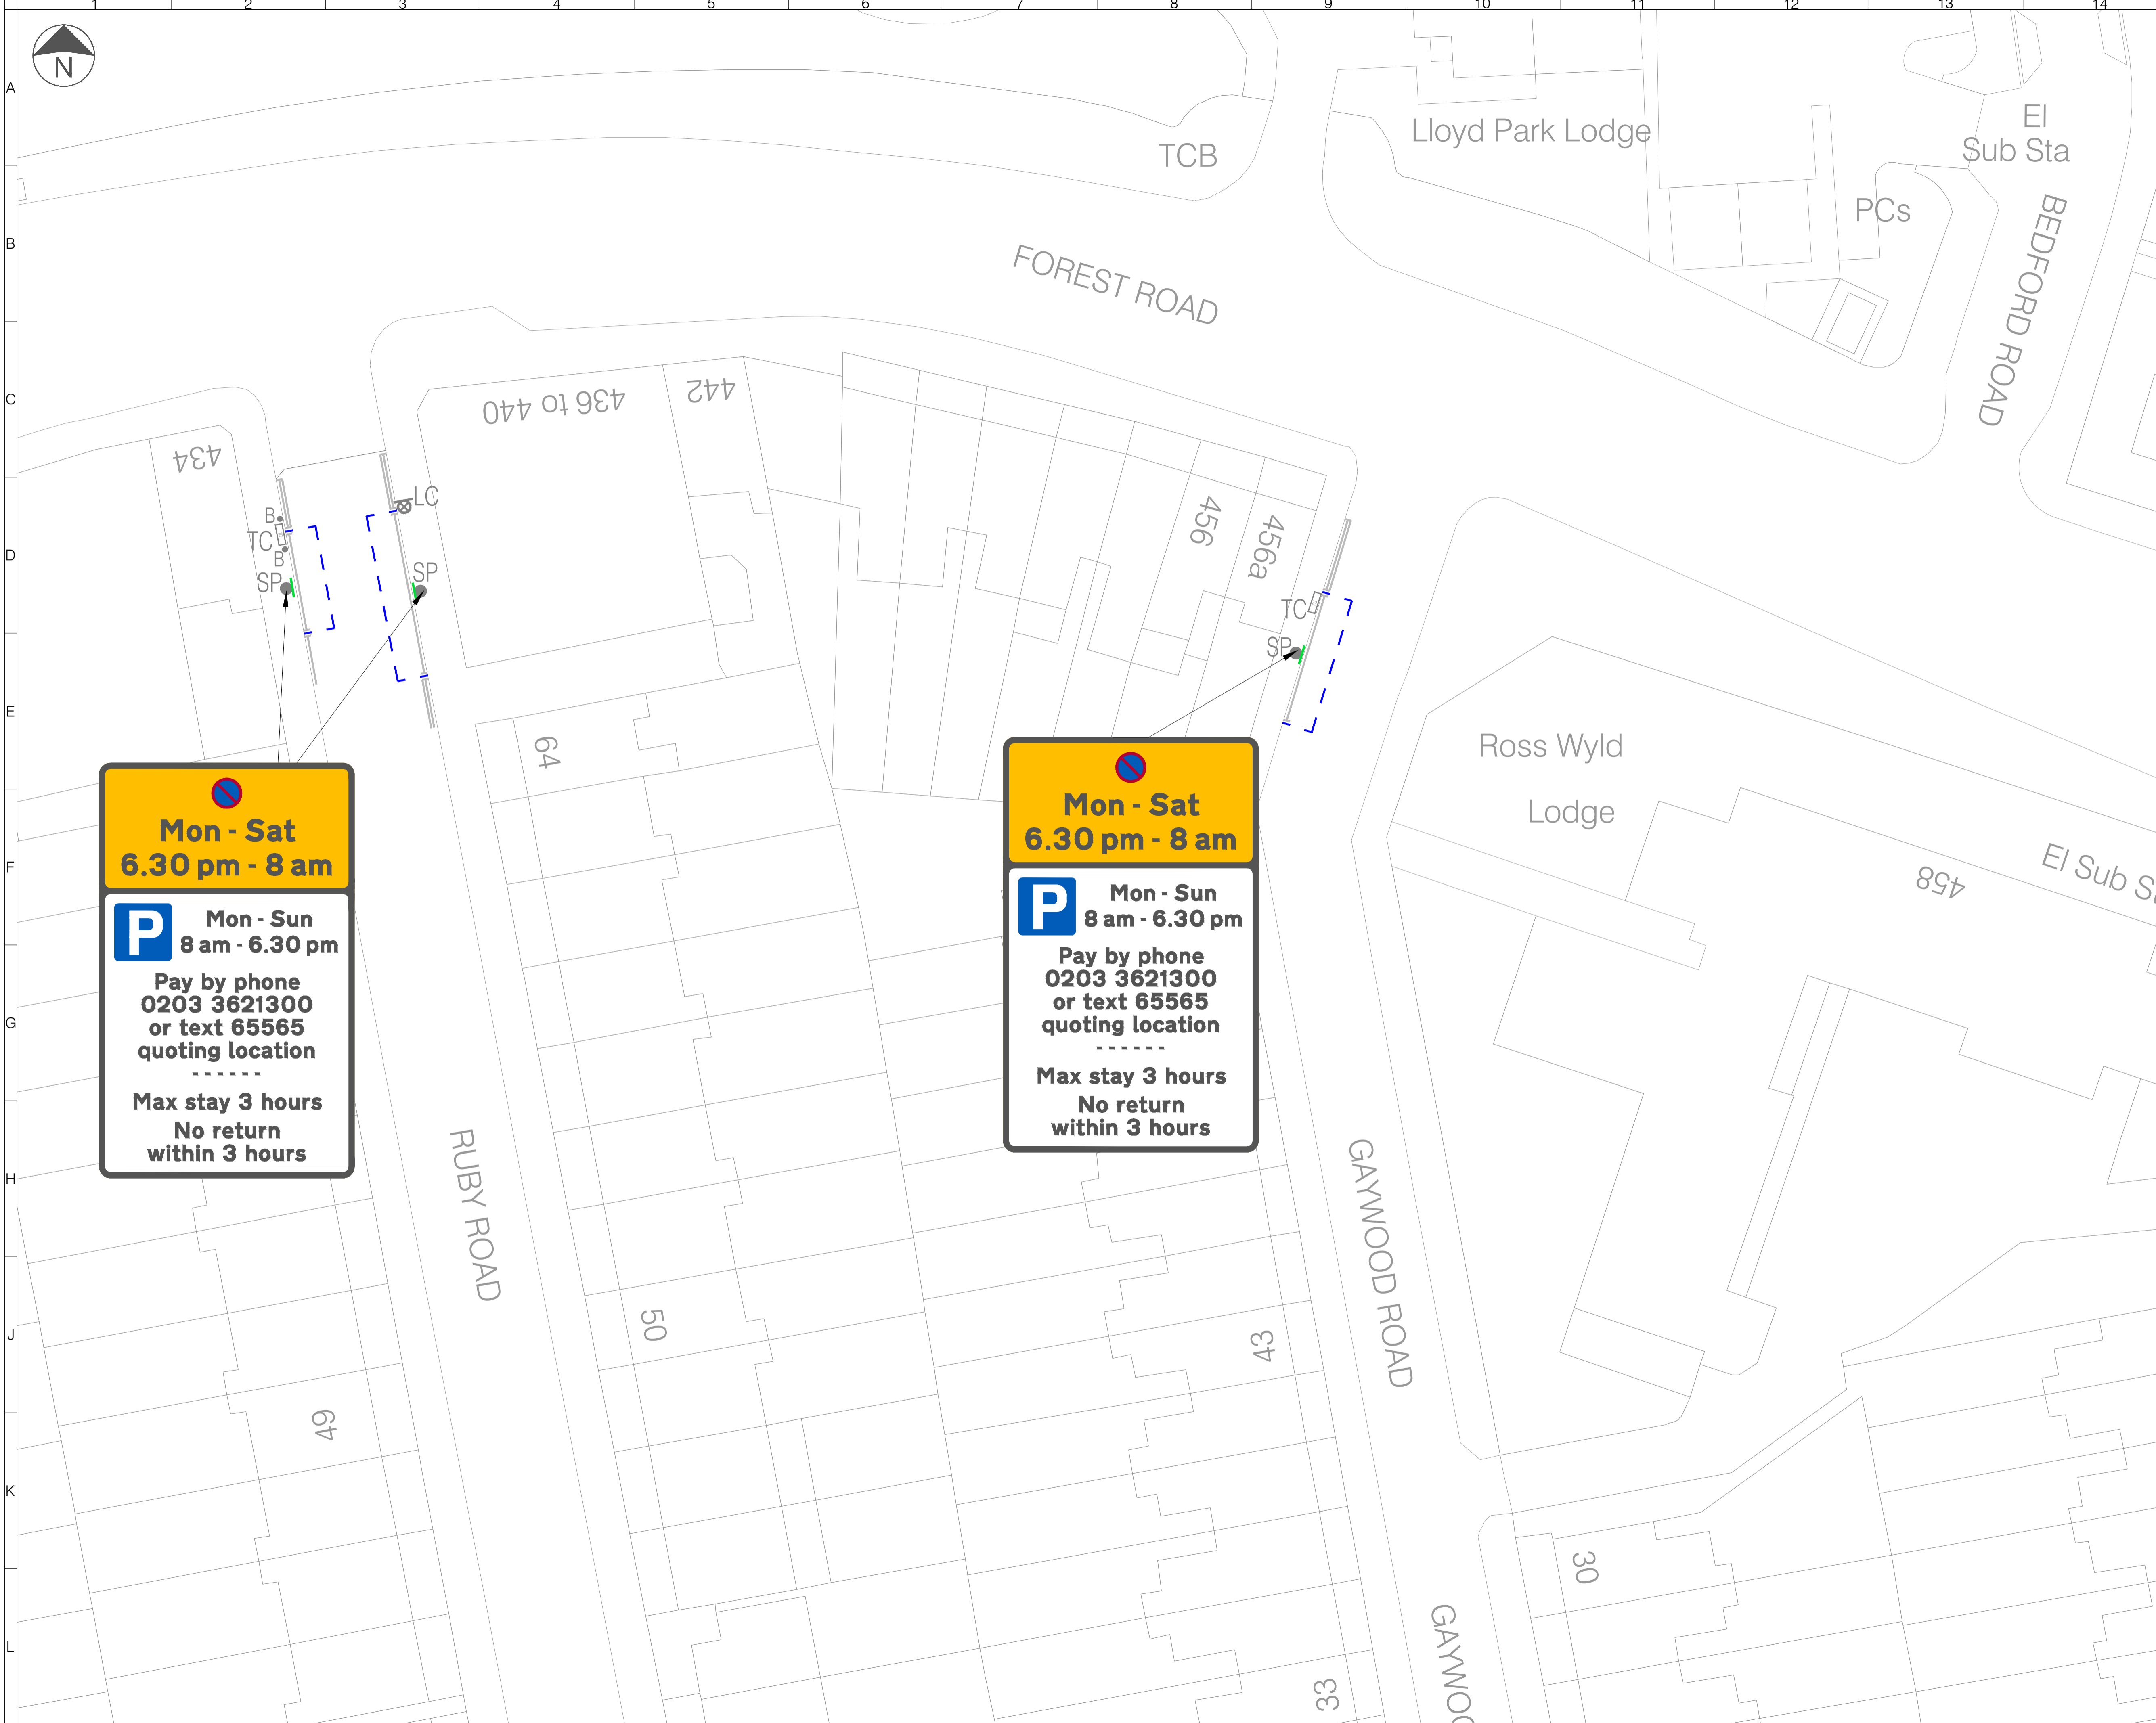 1 2 3 4 5 6 7 8 9 10 11 12 13 14
A
B
C
D
E
F
G
H
J
K
L
N
TCB
Lloyd Park Lodge
El
Sub Sta
PCs
BEDFORD ROAD
FOREST ROAD
434
436 to 440
442
456
456a
B
TC
B
SP
LC
SP
TC
SP
64
Ross Wyld
Lodge
458
El Sub S
Mon - Sat
6.30 pm - 8 am
P
Mon - Sun
8 am - 6.30 pm
Pay by phone
0203 3621300
or text 65565
quoting location
- - - - - -
Max stay 3 hours
No return
within 3 hours
Mon - Sat
6.30 pm - 8 am
P
Mon - Sun
8 am - 6.30 pm
Pay by phone
0203 3621300
or text 65565
quoting location
- - - - - -
Max stay 3 hours
No return
within 3 hours
RUBY ROAD
GAYWOOD ROAD
50
43
49
30
33
GAYWOO